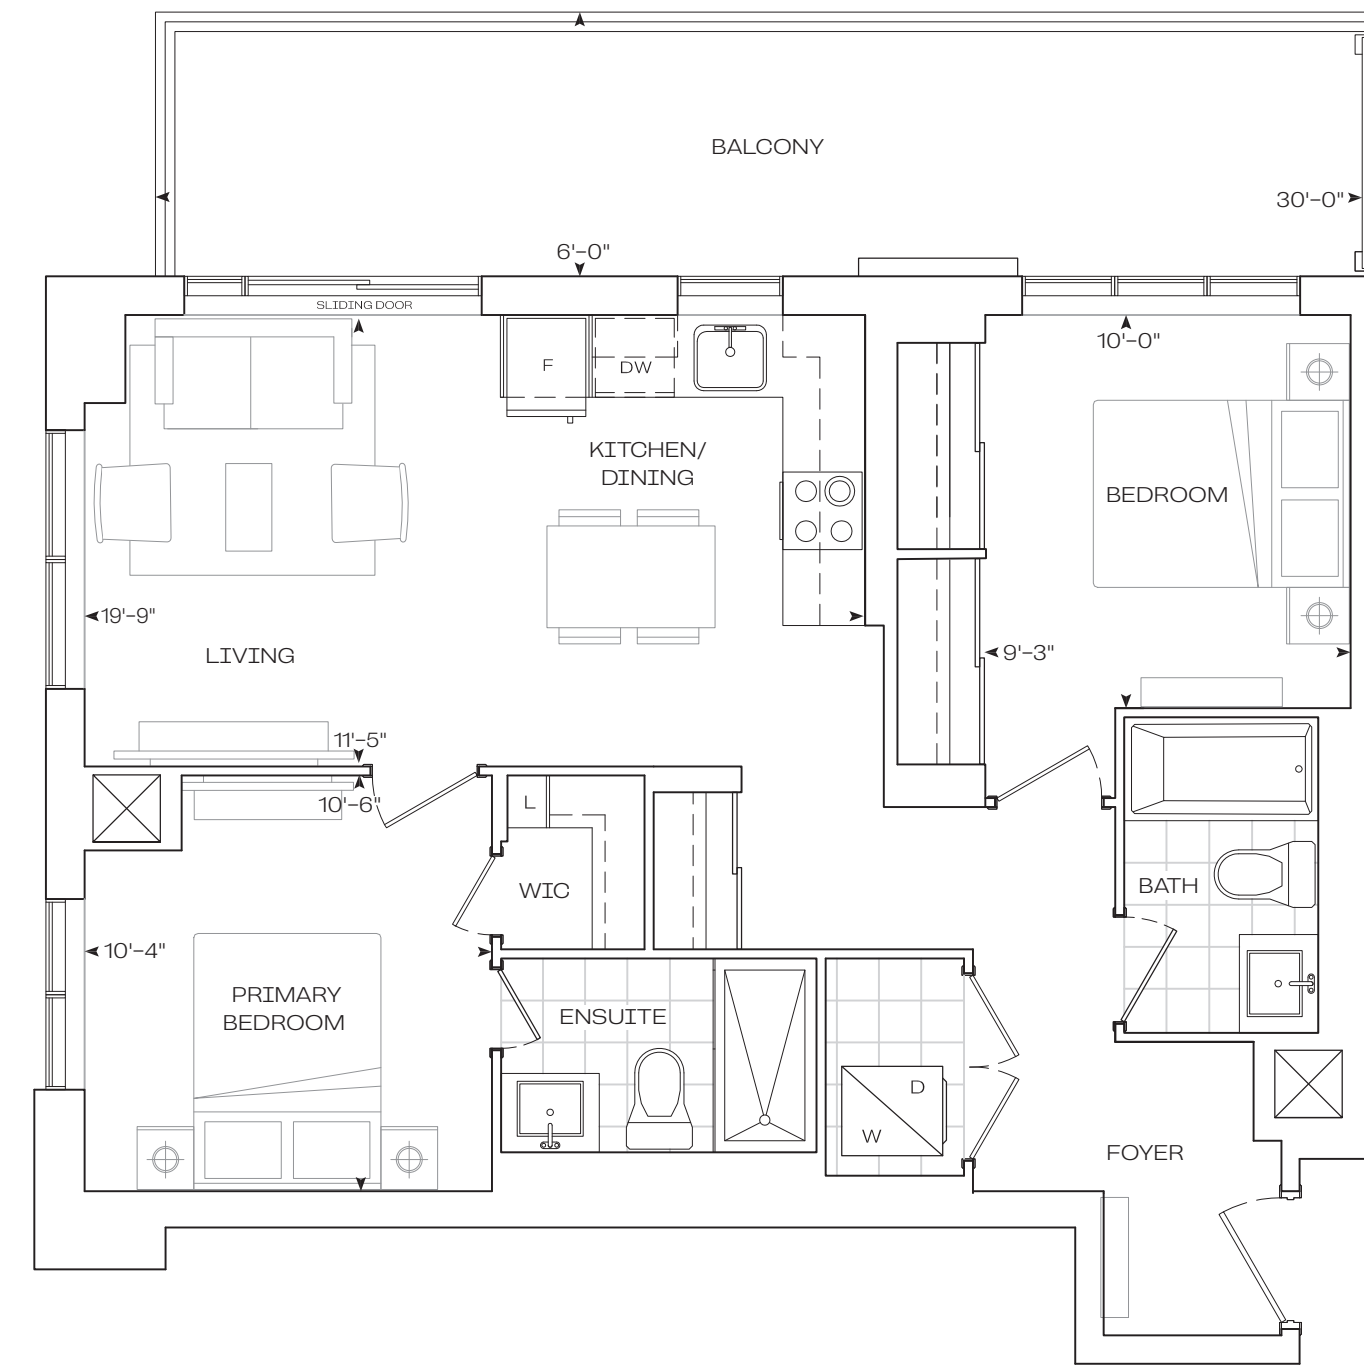 BALCONY
30'-0"
6'-0"
SLIDING DOOR
10'-0"
F
DW
KITCHEN/
DINING
BEDROOM
19'-9"
LIVING
9'-3"
11'-5"
10'-6"
L
WIC
BATH
10'-4"
PRIMARY
BEDROOM
ENSUITE
D
W
FOYER